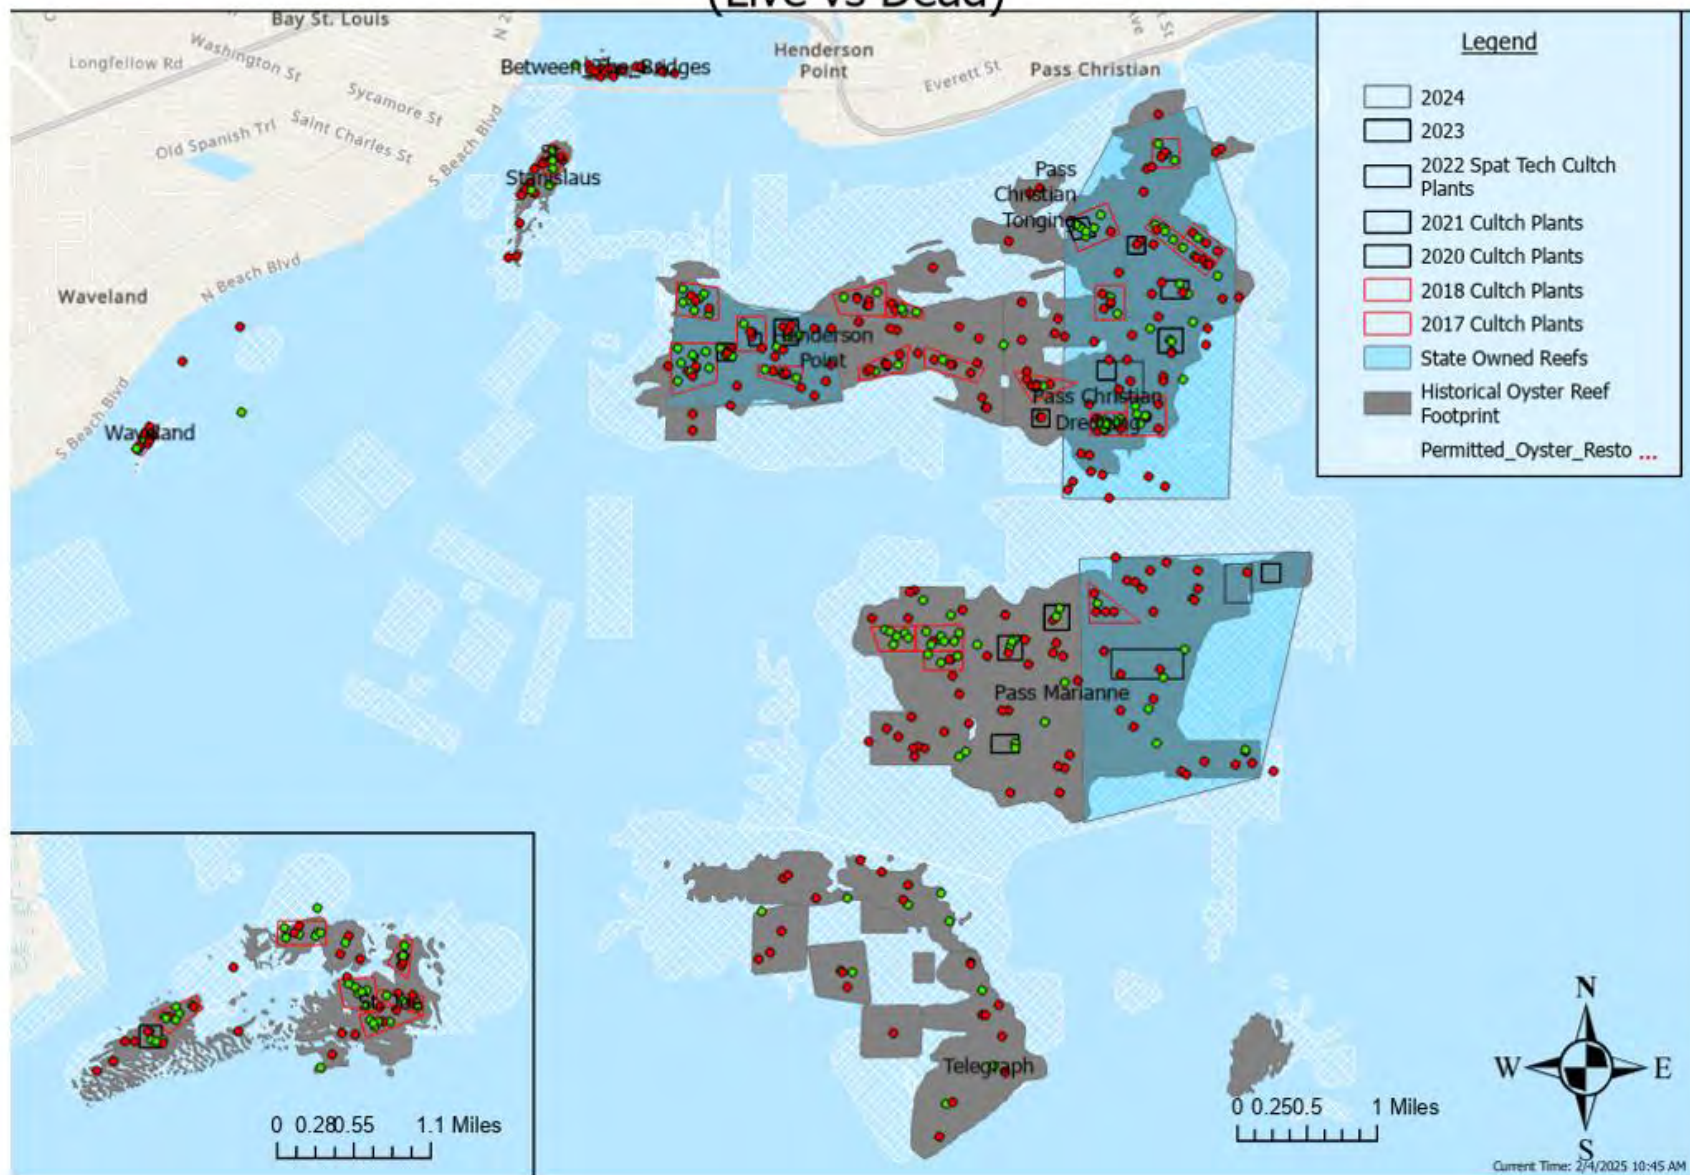 (Live vs Dead)
Bay St. Louis
Washington St
Longfellow Rd
Between_The_Bridges
Henderson
Point
Pass Christian
Everett St
Sycamore St
Old Spanish Trl
Saint Charles St
S Beach Blvd
Stanislaus
Pass
Christian
Tonging
N Beach Blvd
Waveland
Henderson
Point
Pass Christian
Dredging
S Beach Blvd
Waveland
Pass Marianne
Telegraph
St. Joe
0 0.28 0.55 1.1 Miles
0 0.25 0.5 1 Miles
Legend
2024
2023
2022 Spat Tech Cultch
Plants
2021 Cultch Plants
2020 Cultch Plants
2018 Cultch Plants
2017 Cultch Plants
State Owned Reefs
Historical Oyster Reef
Footprint
Permitted_Oyster_Resto ...
N
W
E
S
Current Time: 2/4/2025 10:45 AM